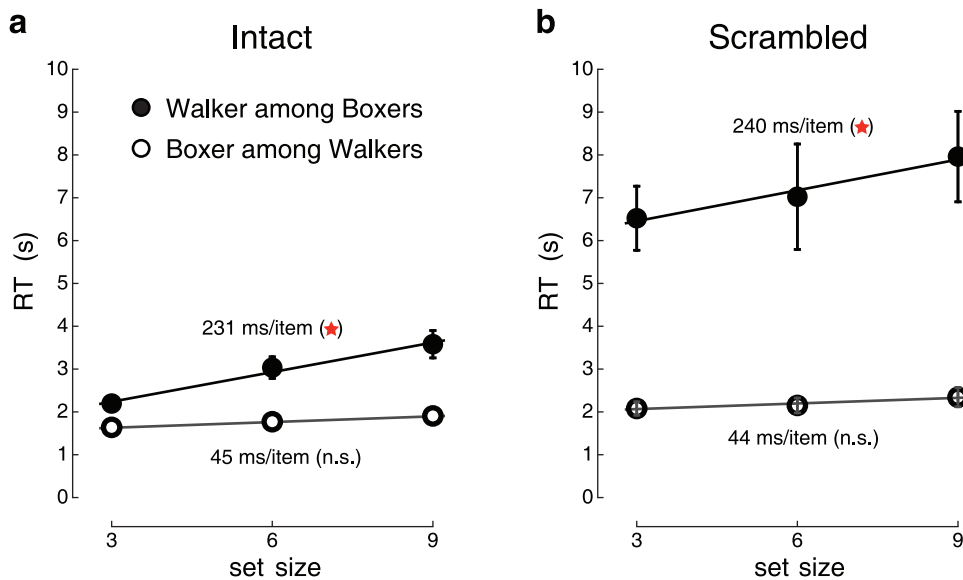 a
Intact
10
9
8
7
6
5
4
3
2
1
0
RT (s)
Walker among Boxers
Boxer among Walkers
231 ms/item (★)
45 ms/item (n.s.)
3 6 9
set size
b
Scrambled
10
9
8
7
6
5
4
3
2
1
0
RT (s)
240 ms/item (★)
44 ms/item (n.s.)
3 6 9
set size